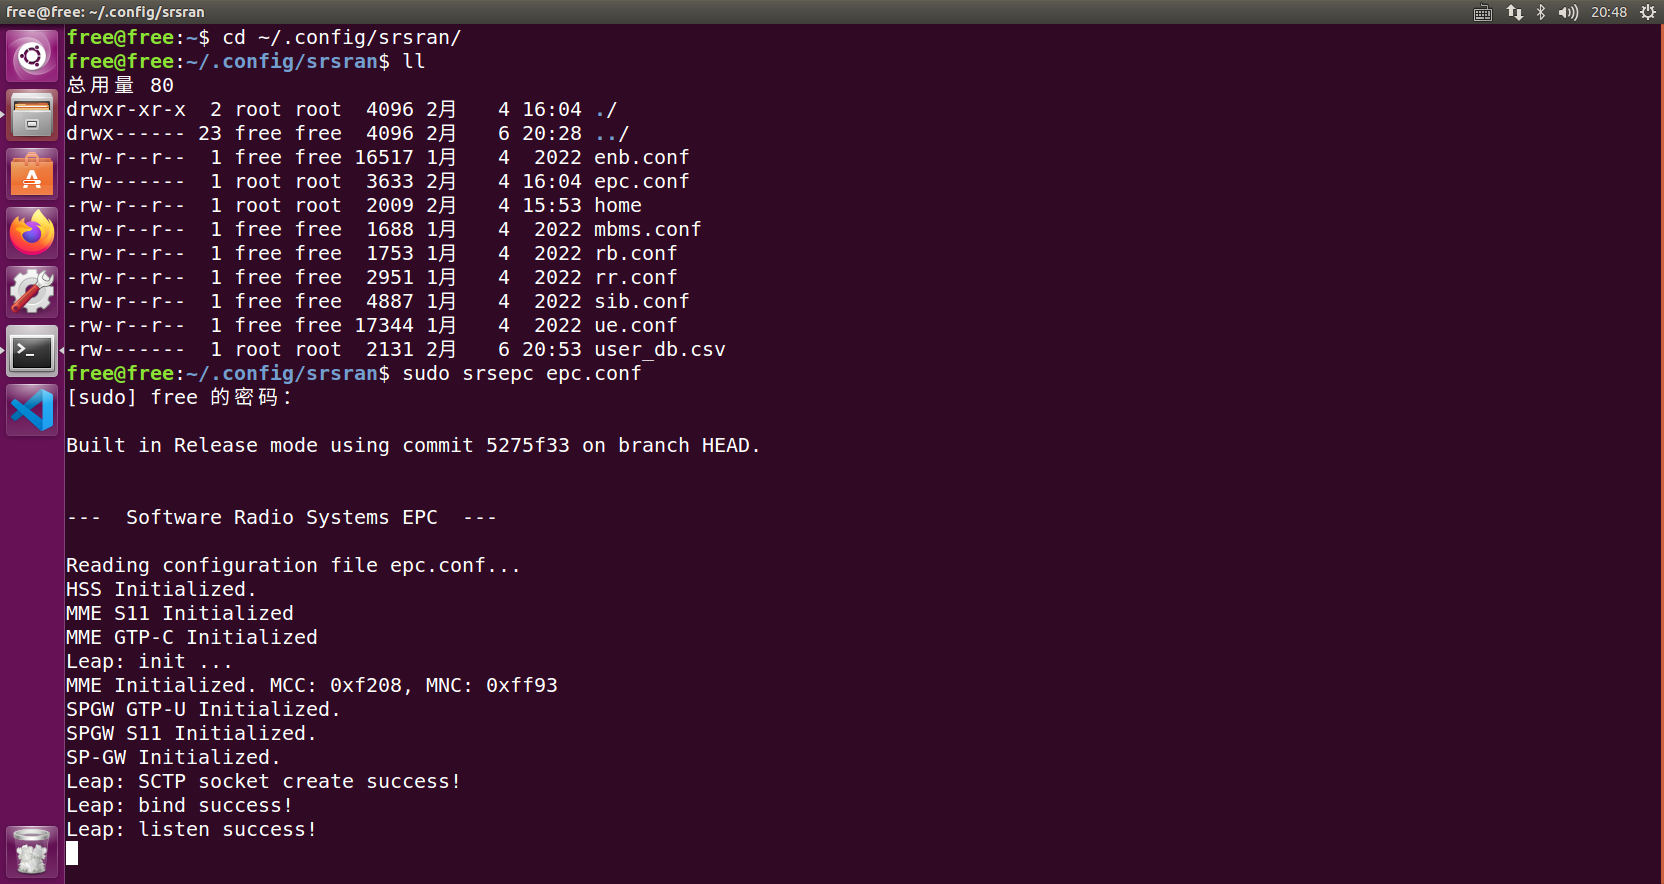 free@free: ~/.config/srsran
20:48
free@free:~$ cd ~/.config/srsran/
free@free:~/.config/srsran$ ll
总用量 80
drwxr-xr-x  2 root root  4096 2月   4 16:04 ./
drwx------ 23 free free  4096 2月   6 20:28 ../
-rw-r--r--  1 free free 16517 1月   4  2022 enb.conf
-rw-------  1 root root  3633 2月   4 16:04 epc.conf
-rw-r--r--  1 root root  2009 2月   4 15:53 home
-rw-r--r--  1 free free  1688 1月   4  2022 mbms.conf
-rw-r--r--  1 free free  1753 1月   4  2022 rb.conf
-rw-r--r--  1 free free  2951 1月   4  2022 rr.conf
-rw-r--r--  1 free free  4887 1月   4  2022 sib.conf
-rw-r--r--  1 free free 17344 1月   4  2022 ue.conf
-rw-------  1 root root  2131 2月   6 20:53 user_db.csv
free@free:~/.config/srsran$ sudo srsepc epc.conf
[sudo] free 的密码：
Built in Release mode using commit 5275f33 on branch HEAD.
---  Software Radio Systems EPC  ---
Reading configuration file epc.conf...
HSS Initialized.
MME S11 Initialized
MME GTP-C Initialized
Leap: init ...
MME Initialized. MCC: 0xf208, MNC: 0xff93
SPGW GTP-U Initialized.
SPGW S11 Initialized.
SP-GW Initialized.
Leap: SCTP socket create success!
Leap: bind success!
Leap: listen success!